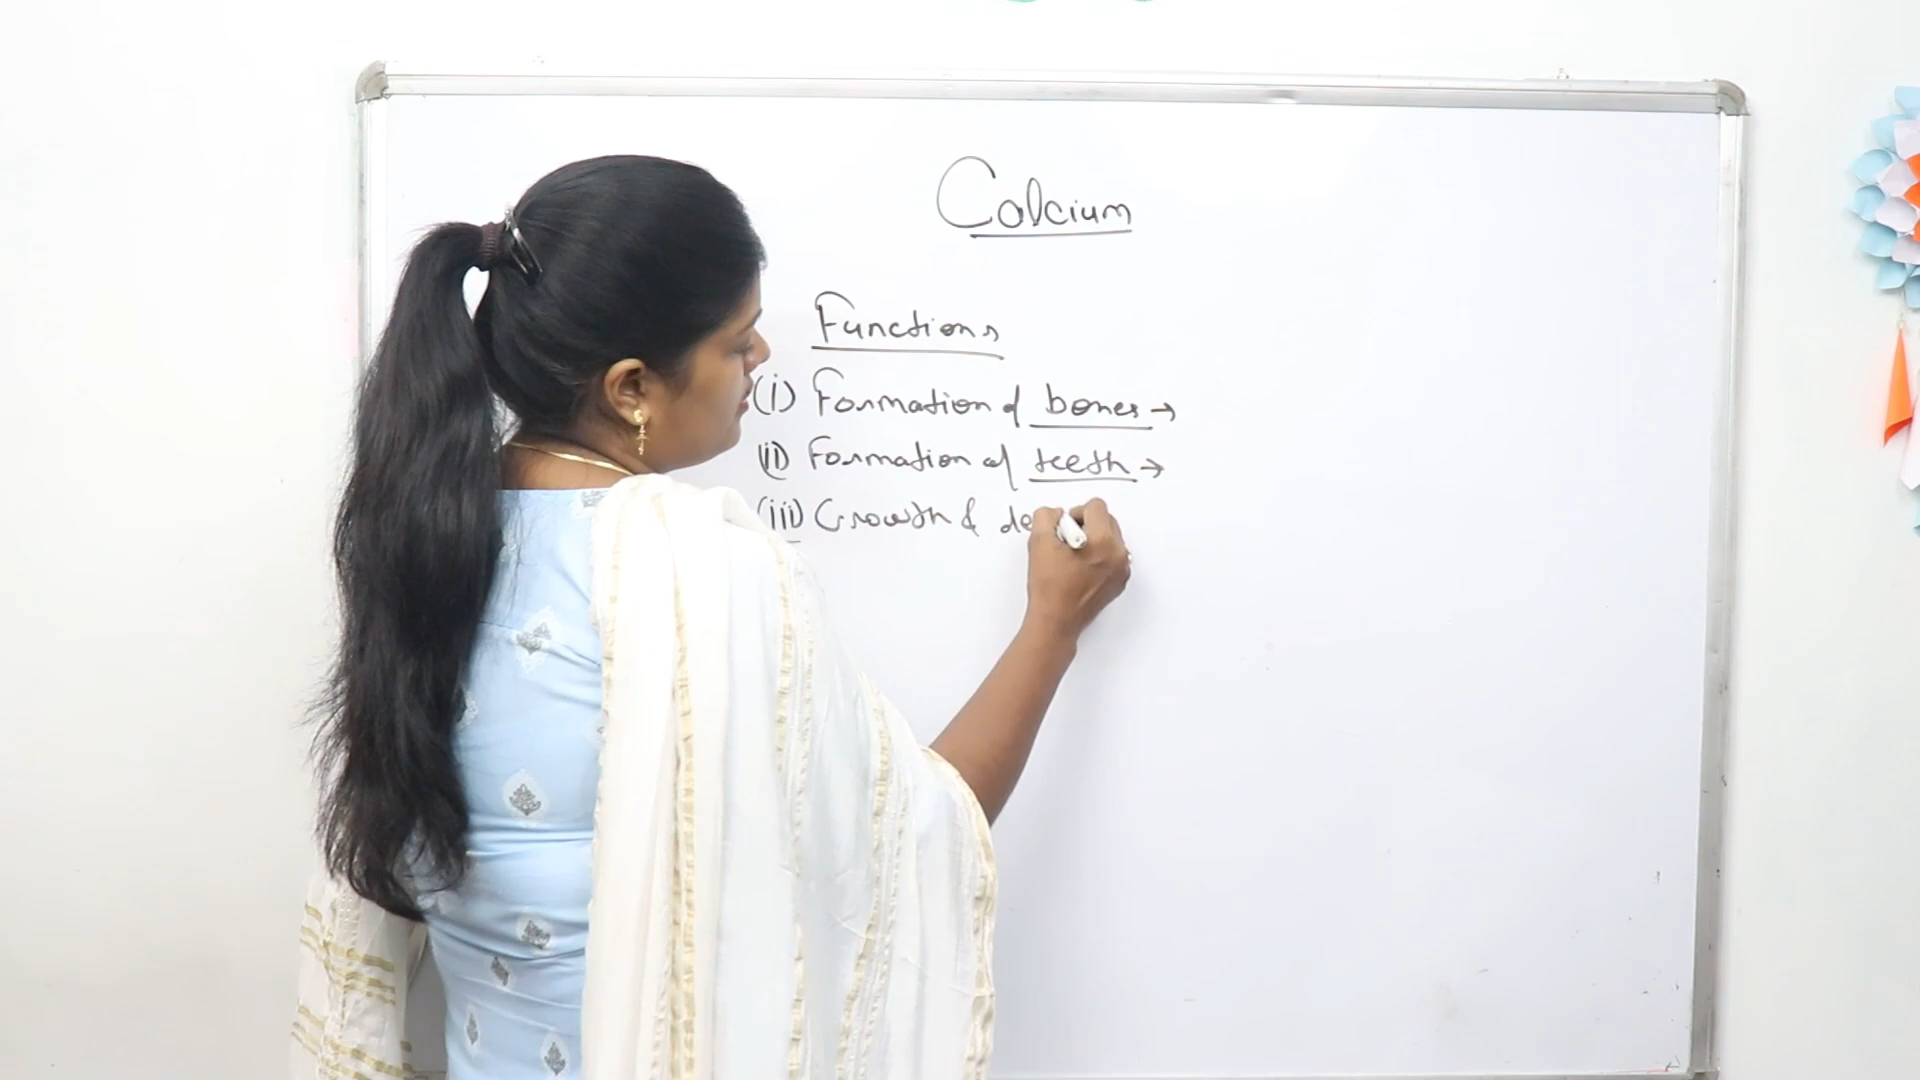 Calcium
Functions
(i) Formation of bones →
(ii) Formation of teeth →
(iii) Growth & de